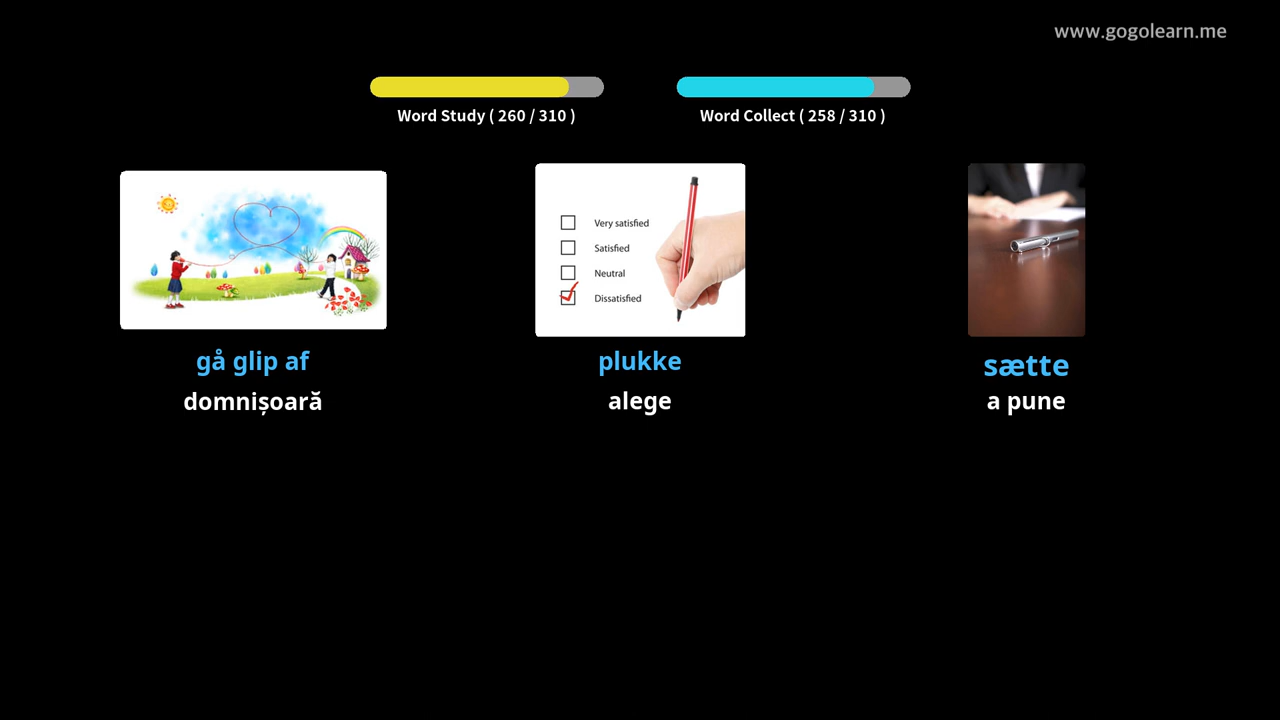 www.gogolearn.me
Word Study ( 260 / 310 )
Word Collect ( 258 / 310 )
Very satisfied
Satisfied
Neutral
Dissatisfied
gå glip af
domnișoară
plukke
alege
sætte
a pune